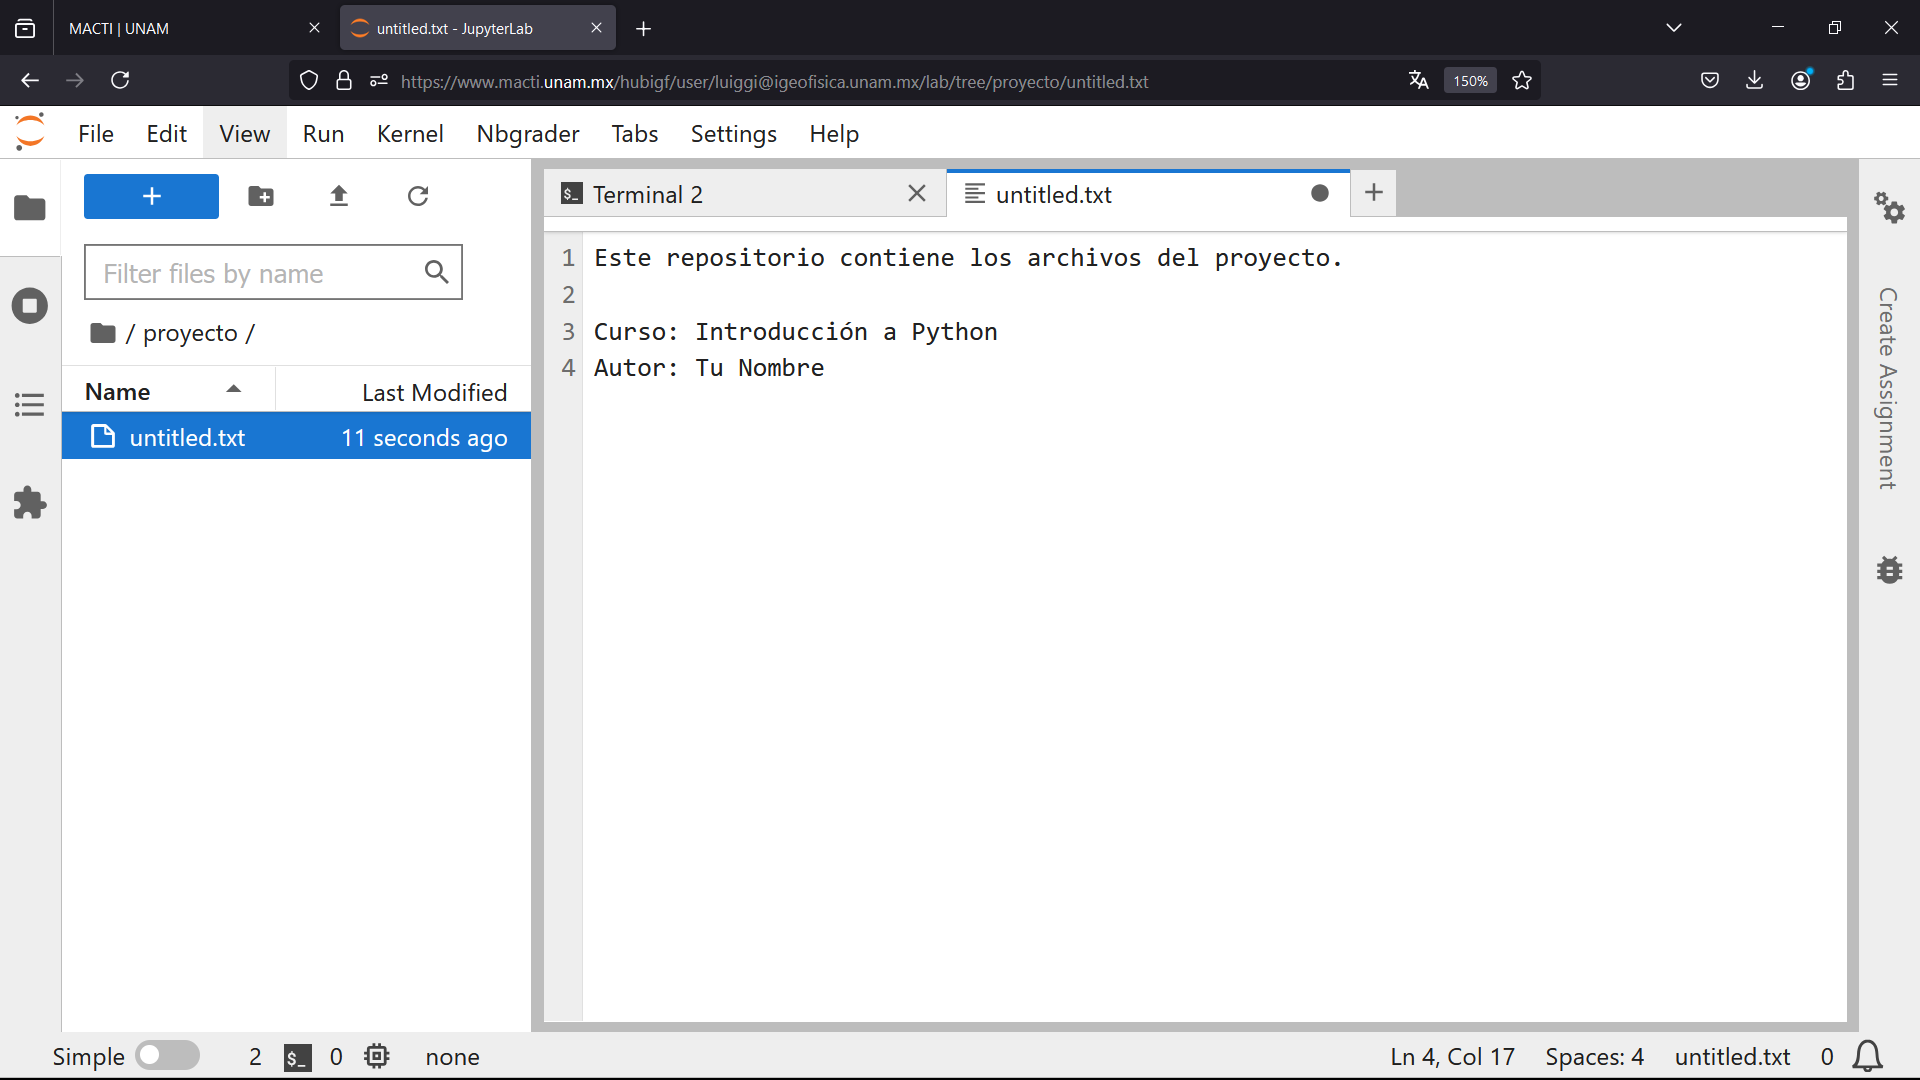 MACTI | UNAM
untitled.txt - JupyterLab
https://www.macti.unam.mx/hubigf/user/luiggi@igeofisica.unam.mx/lab/tree/proyecto/untitled.txt
150%
File Edit View Run Kernel Nbgrader Tabs Settings Help
Filter files by name
/ proyecto /
Name Last Modified
untitled.txt 11 seconds ago
Terminal 2
untitled.txt
1 Este repositorio contiene los archivos del proyecto.
2
3 Curso: Introducción a Python
4 Autor: Tu Nombre
Create Assignment
Simple 2 $_ 0 none
Ln 4, Col 17 Spaces: 4 untitled.txt 0